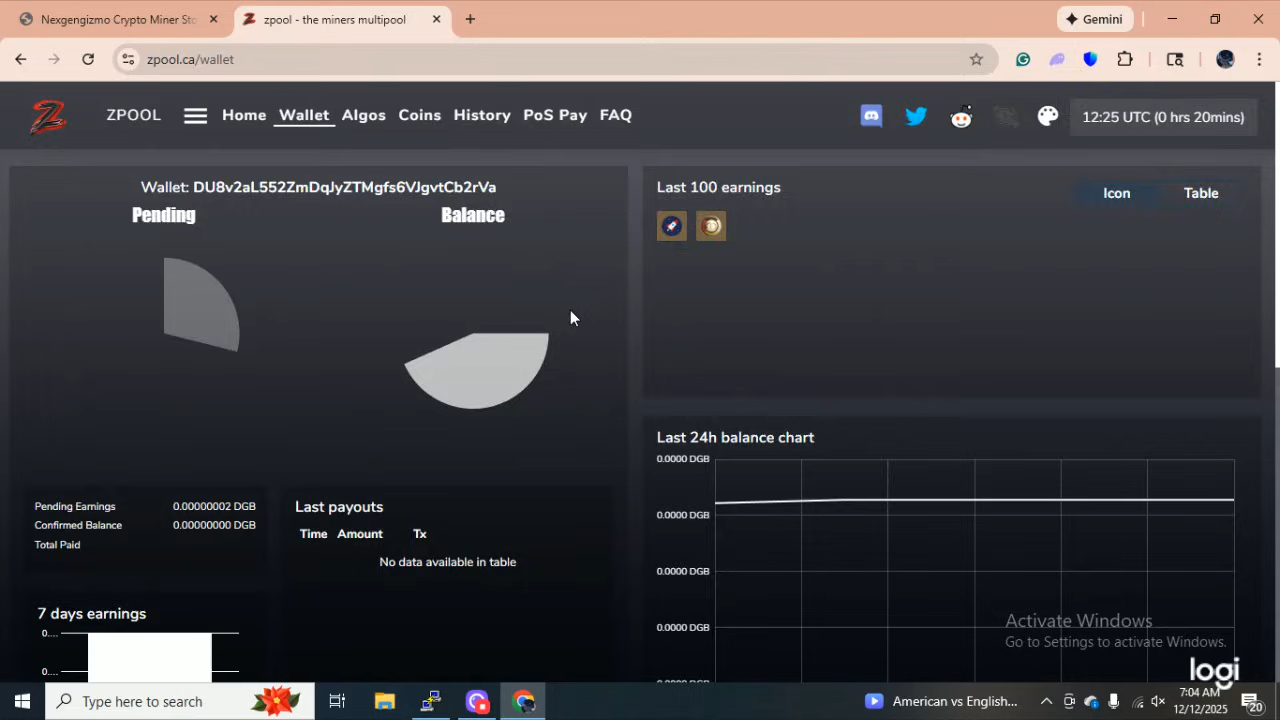 Nexgengizmo Crypto Miner Sto
zpool - the miners multipool
Gemini
zpool.ca/wallet
ZPOOL
Home
Wallet
Algos
Coins
History
PoS Pay
FAQ
12:25 UTC (0 hrs 20mins)
Wallet: DU8v2aL552ZmDqJyZTMgfs6VJgvtCb2rVa
Pending
Balance
Last 100 earnings
Icon
Table
Last 24h balance chart
0.0000 DGB
0.0000 DGB
0.0000 DGB
0.0000 DGB
Pending Earnings 0.00000002 DGB
Confirmed Balance 0.00000000 DGB
Total Paid
Last payouts
Time Amount Tx
No data available in table
7 days earnings
0....
0....
Activate Windows
Go to Settings to activate Windows.
logi
Type here to search
American vs English...
7:04 AM
12/12/2025
20